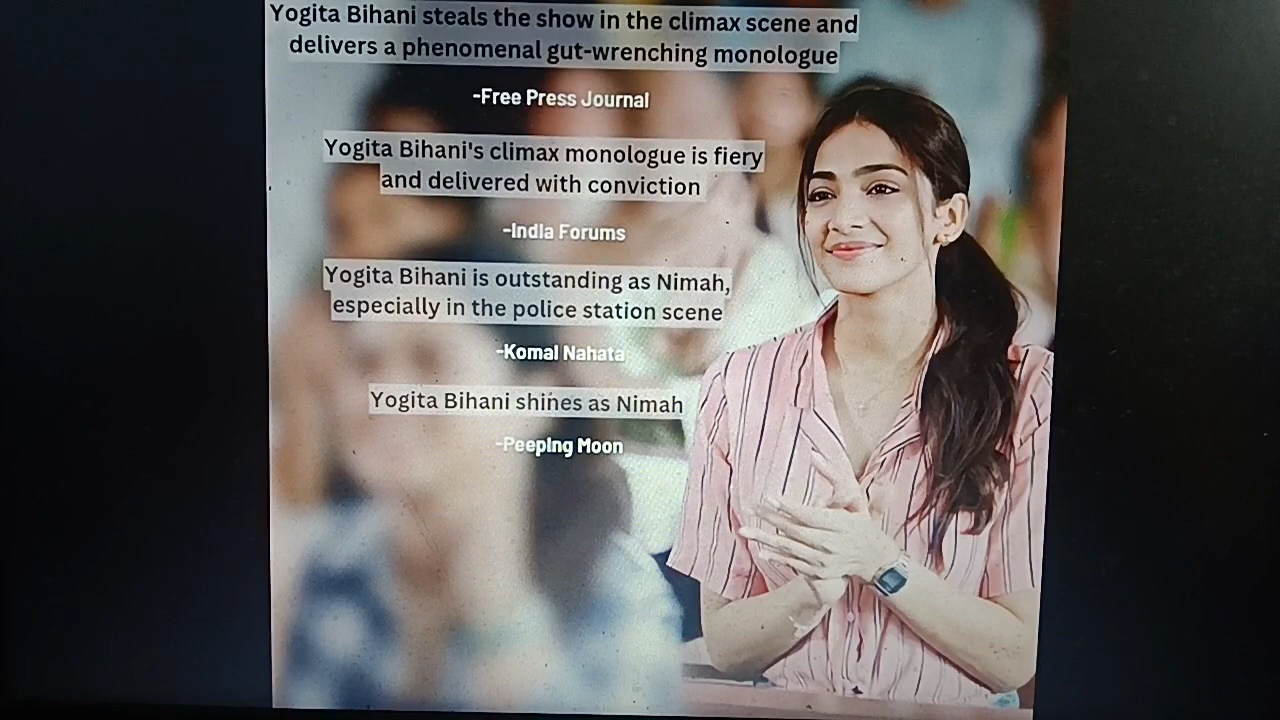 Yogita Bihani steals the show in the climax scene and
delivers a phenomenal gut-wrenching monologue
-Free Press Journal
Yogita Bihani's climax monologue is fiery
and delivered with conviction
-India Forums
Yogita Bihani is outstanding as Nimah,
especially in the police station scene
-Komal Nahata
Yogita Bihani shines as Nimah
-Peeping Moon